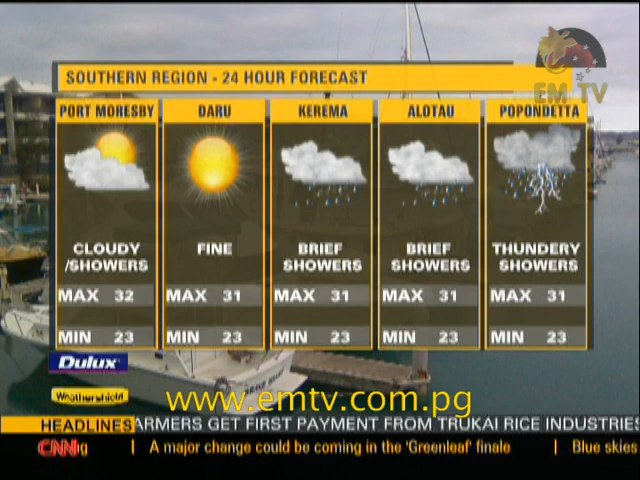 SOUTHERN REGION - 24 HOUR FORECAST
EM TV
PORT MORESBY
CLOUDY
/SHOWERS
MAX 32
MIN 23
DARU
FINE
MAX 31
MIN 23
KEREMA
BRIEF
SHOWERS
MAX 31
MIN 23
ALOTAU
BRIEF
SHOWERS
MAX 31
MIN 23
POPONDETTA
THUNDERY
SHOWERS
MAX 31
MIN 23
Dulux
Weathershield
www.emtv.com.pg
HEADLINES ARMERS GET FIRST PAYMENT FROM TRUKAI RICE INDUSTRIES
CNN g | A major change could be coming in the 'Greenleaf' finale | Blue skies